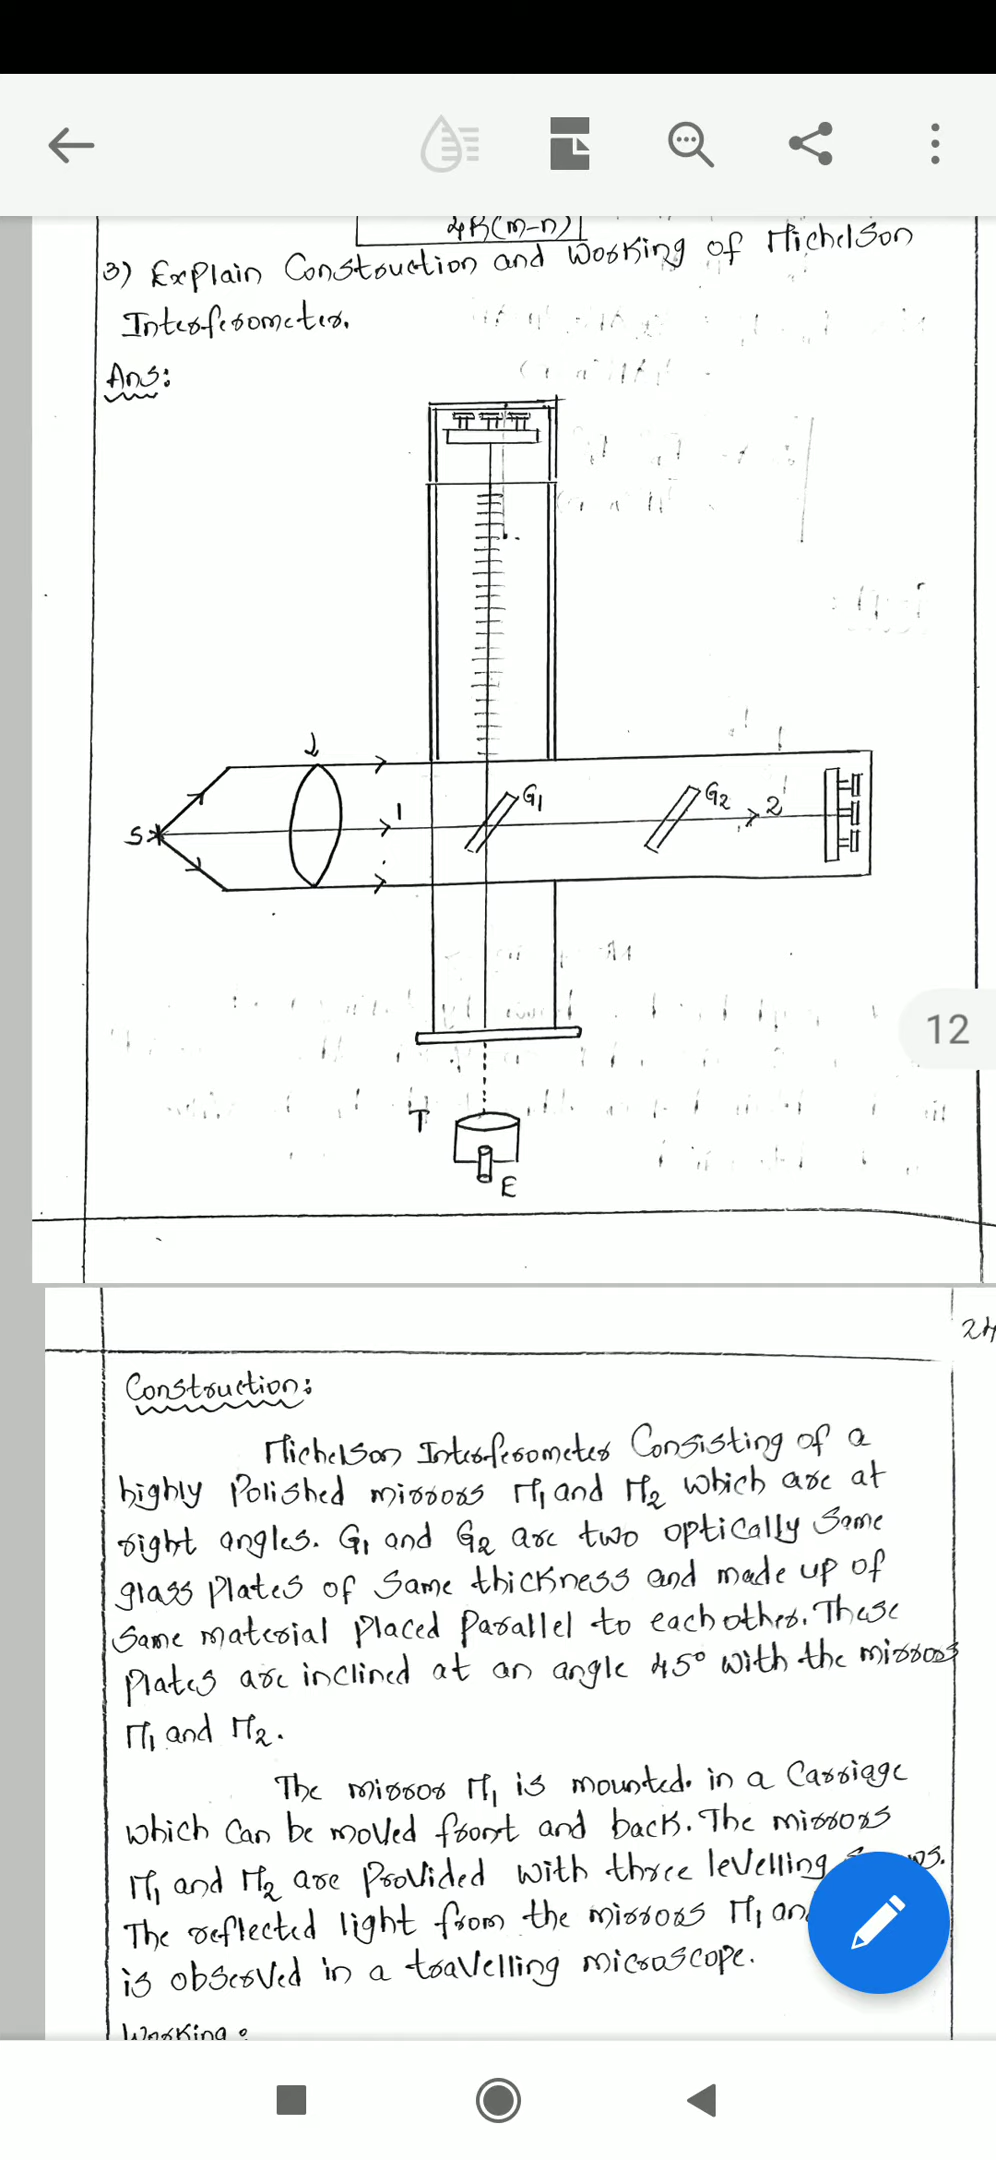 4R(m-n)
3) Explain Construction and Working of Michelson
Interferometer.
Ans:
L
S
1
G1
G2
2
12
T
E
24
Construction:
Michelson Interferometer Consisting of a
highly Polished mirrors M1 and M2 which are at
right angles. G1 and G2 are two optically Same
glass Plates of Same thickness and made up of
Same material Placed Parallel to each other. These
Plates are inclined at an angle 45° with the mirrors
M1 and M2.
The mirror M1 is mounted in a Carriage
which Can be moved front and back. The mirrors
M1 and M2 are Provided with three levelling
The reflected light from the mirrors M1
is observed in a travelling microscope.
Working: